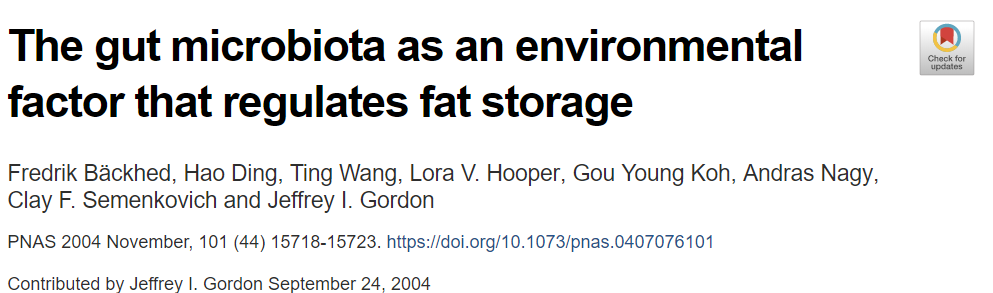 The gut microbiota as an environmental
factor that regulates fat storage
Check for
updates
Fredrik Bäckhed, Hao Ding, Ting Wang, Lora V. Hooper, Gou Young Koh, Andras Nagy,
Clay F. Semenkovich and Jeffrey I. Gordon
PNAS 2004 November, 101 (44) 15718-15723. https://doi.org/10.1073/pnas.0407076101
Contributed by Jeffrey I. Gordon September 24, 2004